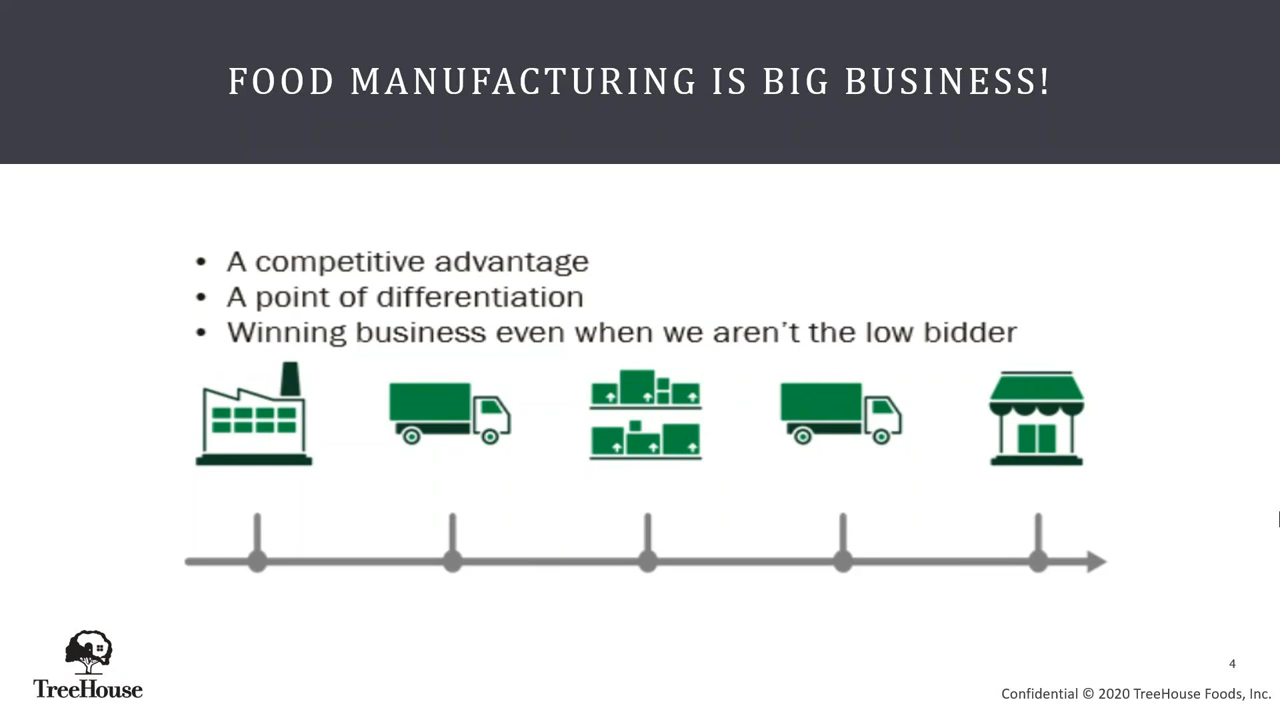 FOOD MANUFACTURING IS BIG BUSINESS!
• A competitive advantage
• A point of differentiation
• Winning business even when we aren't the low bidder
TreeHouse
4
Confidential © 2020 TreeHouse Foods, Inc.